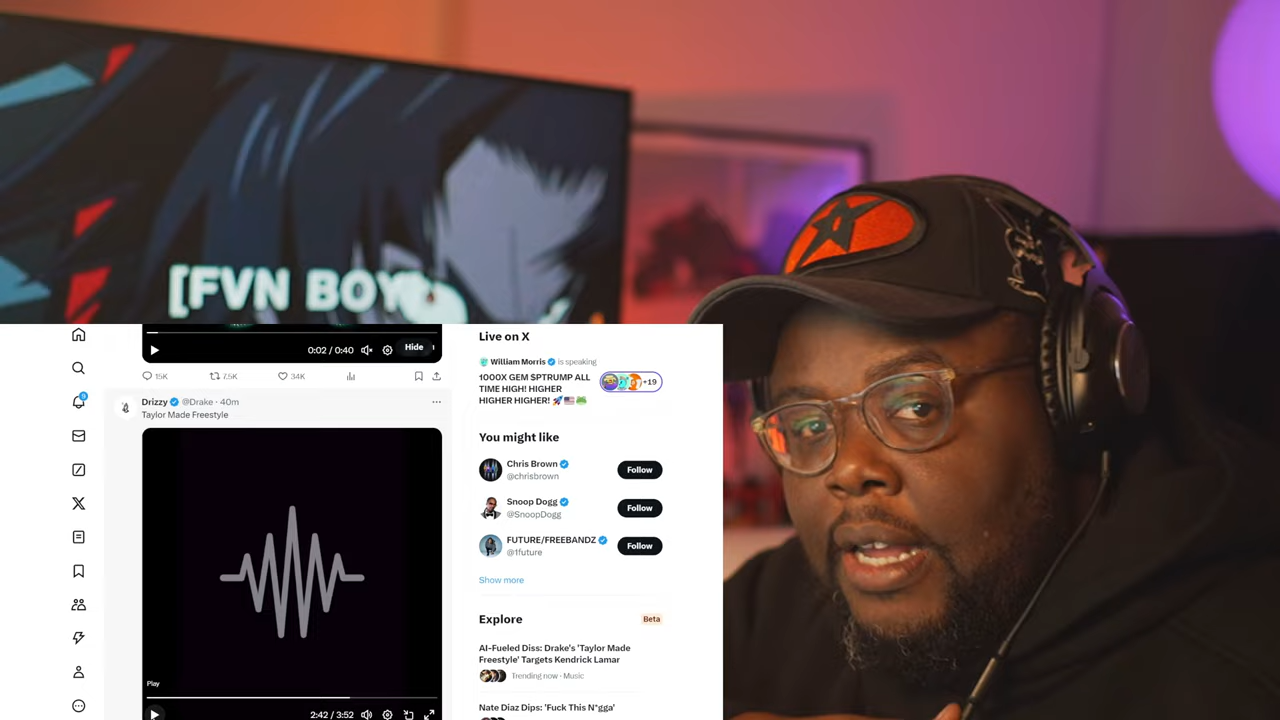 [FVN BOY
0:02 / 0:40
Hide
15K
7.5K
34K
Drizzy @Drake · 40m
Taylor Made Freestyle
Play
2:42 / 3:52
Live on X
William Morris is speaking
1000X GEM $PTRUMP ALL
TIME HIGH! HIGHER
HIGHER HIGHER! 🚀🇺🇸🐸
+19
You might like
Chris Brown
@chrisbrown
Follow
Snoop Dogg
@SnoopDogg
Follow
FUTURE/FREEBANDZ
@1future
Follow
Show more
Explore
Beta
AI-Fueled Diss: Drake's 'Taylor Made
Freestyle' Targets Kendrick Lamar
Trending now · Music
Nate Diaz Dips: 'Fuck This N*gga'